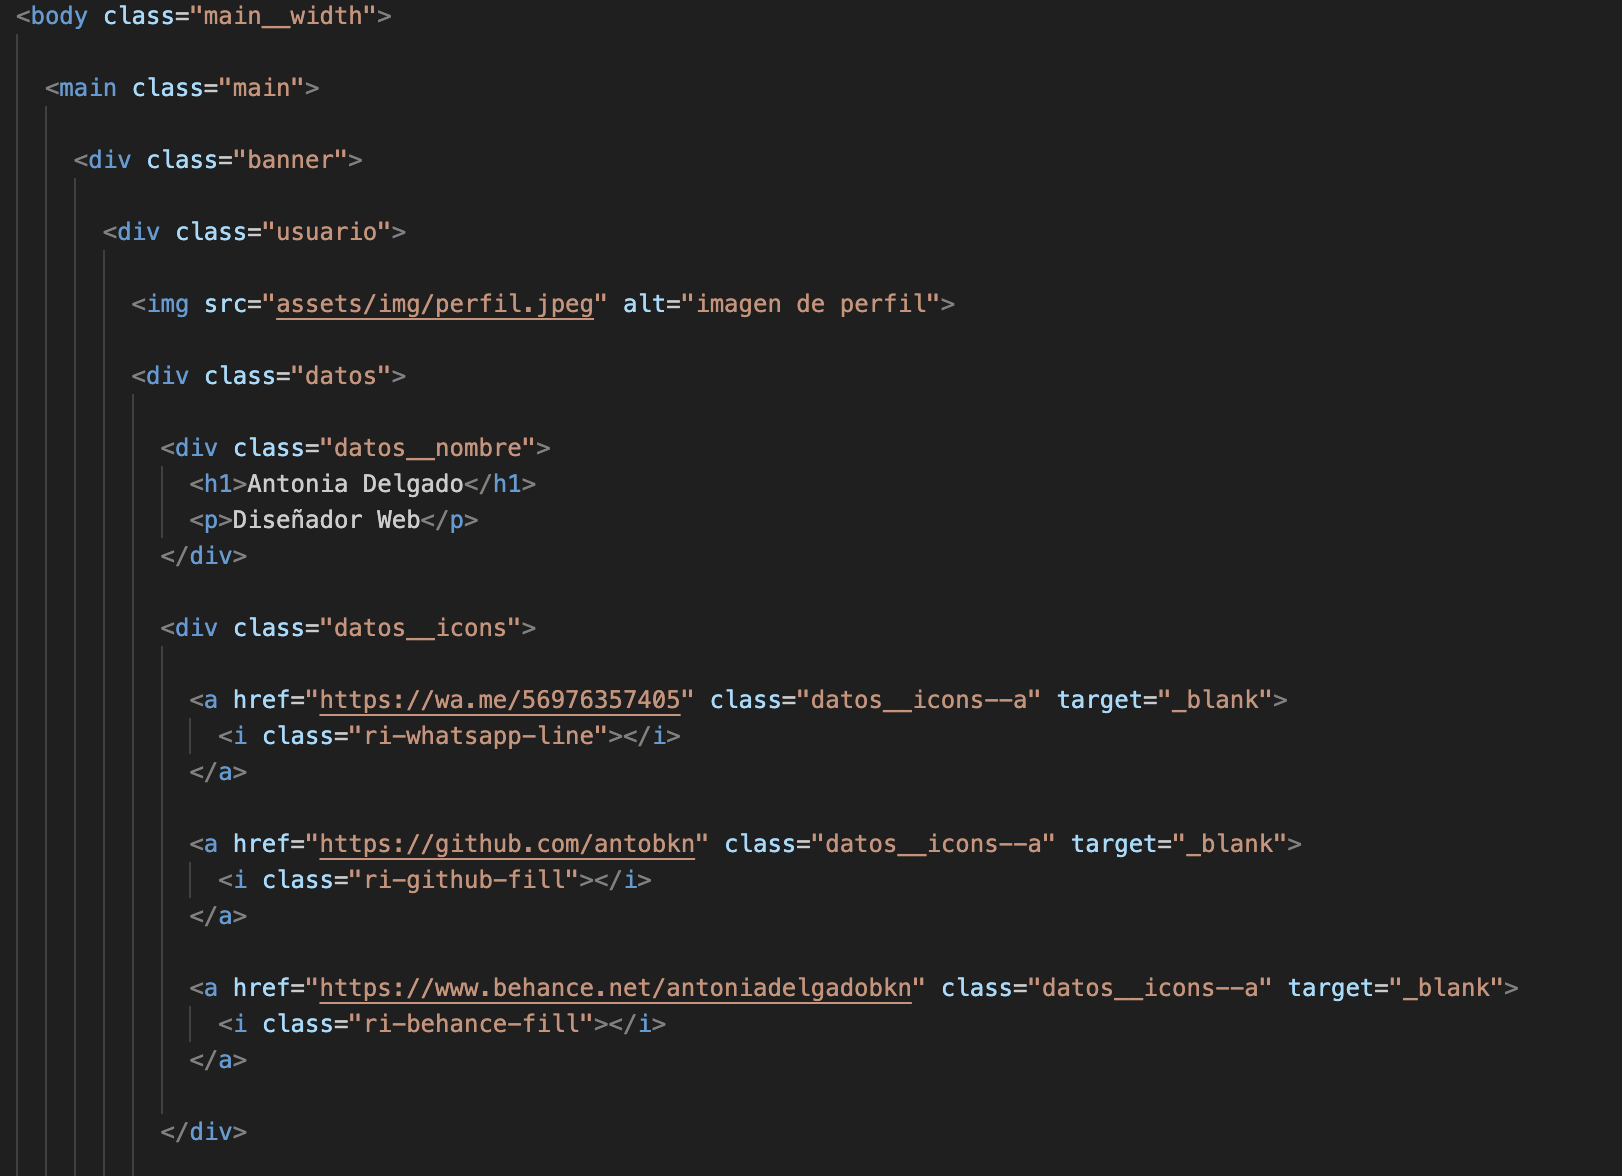 <body class="main__width">
<main class="main">
<div class="banner">
<div class="usuario">
<img src="assets/img/perfil.jpeg" alt="imagen de perfil">
<div class="datos">
<div class="datos__nombre">
<h1>Antonia Delgado</h1>
<p>Diseñador Web</p>
</div>
<div class="datos__icons">
<a href="https://wa.me/56976357405" class="datos__icons--a" target="_blank">
<i class="ri-whatsapp-line"></i>
</a>
<a href="https://github.com/antobkn" class="datos__icons--a" target="_blank">
<i class="ri-github-fill"></i>
</a>
<a href="https://www.behance.net/antoniadelgadobkn" class="datos__icons--a" target="_blank">
<i class="ri-behance-fill"></i>
</a>
</div>